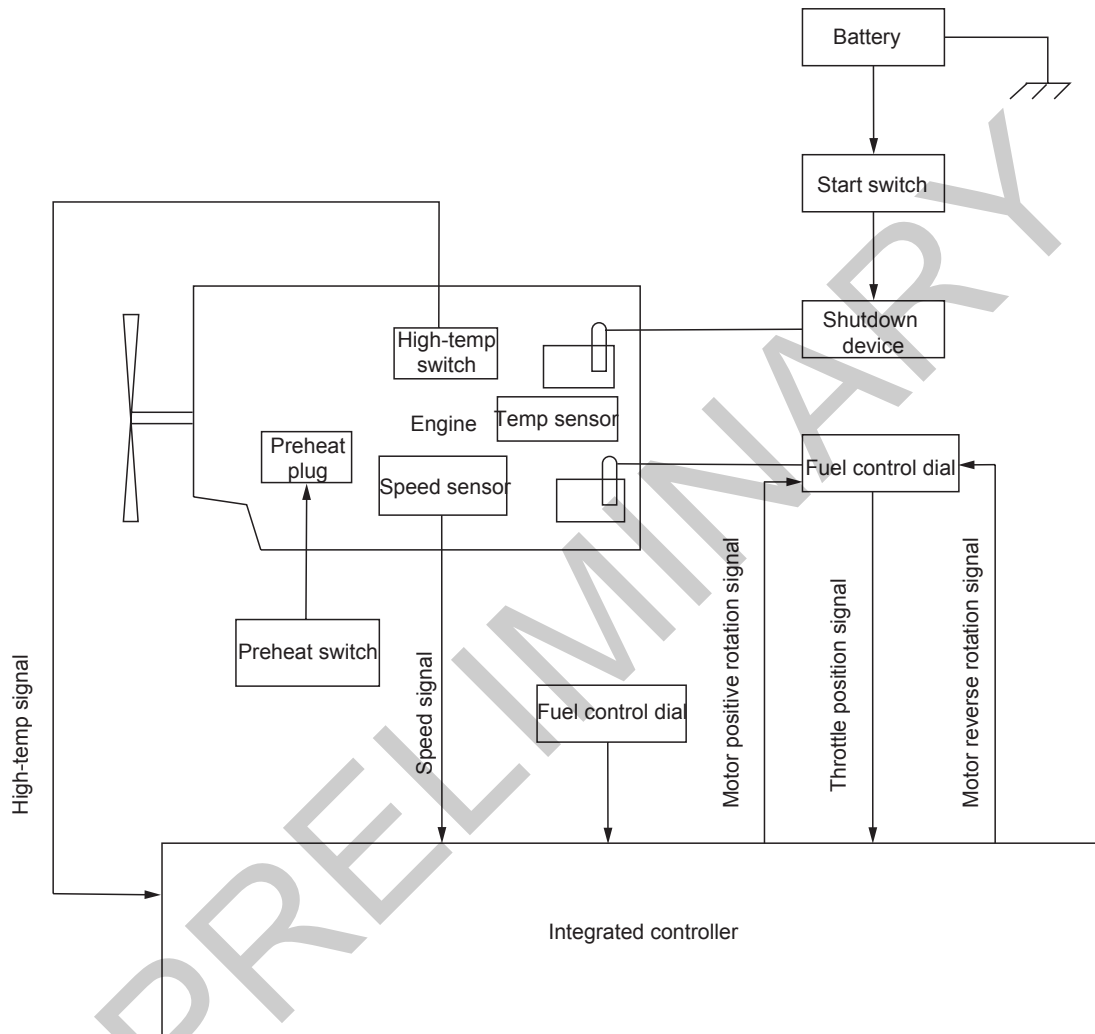 Battery
Start switch
Shutdown
device
High-temp
switch
Engine
Temp sensor
Preheat
plug
Speed sensor
Fuel control dial
Preheat switch
Fuel control dial
High-temp signal
Speed signal
Motor positive rotation signal
Throttle position signal
Motor reverse rotation signal
Integrated controller
PRELIMINARY